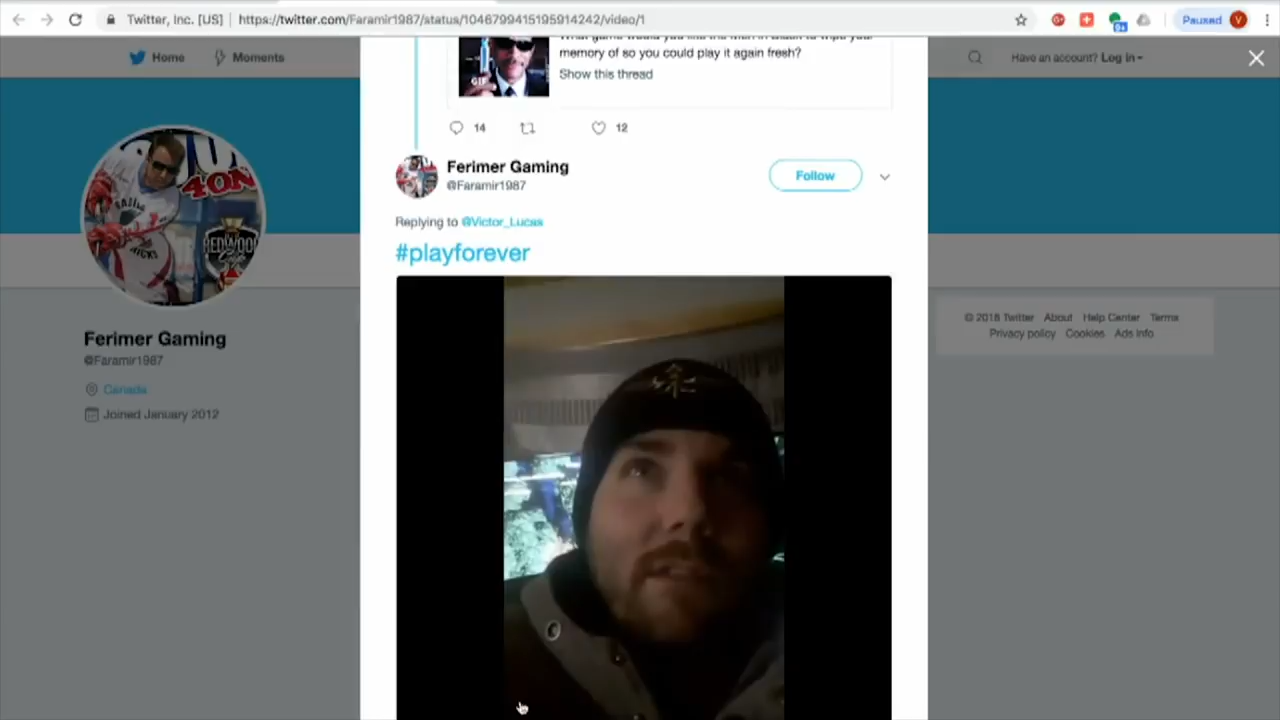 Twitter, Inc. [US]
https://twitter.com/Faramir1987/status/1046799415195914242/video/1
Paused
V
Home
Moments
Have an account? Log in
memory of so you could play it again fresh?
Show this thread
GIF
14
12
Ferimer Gaming
@Faramir1987
Follow
Replying to @Victor_Lucas
#playforever
Ferimer Gaming
@Faramir1987
Canada
Joined January 2012
© 2018 Twitter About Help Center Terms
Privacy policy Cookies Ads info